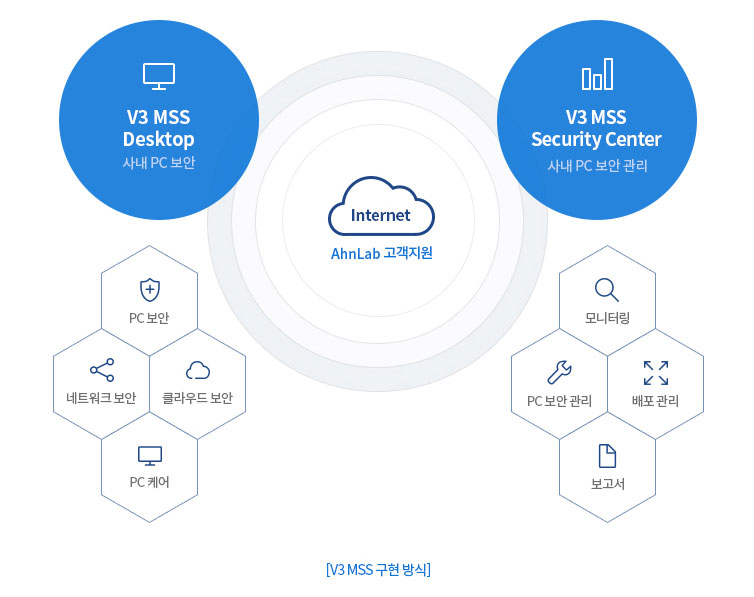 V3 MSS
Desktop
사내 PC 보안
V3 MSS
Security Center
사내 PC 보안 관리
Internet
AhnLab 고객지원
PC 보안
네트워크 보안
클라우드 보안
PC 케어
모니터링
PC 보안 관리
배포 관리
보고서
[V3 MSS 구현 방식]